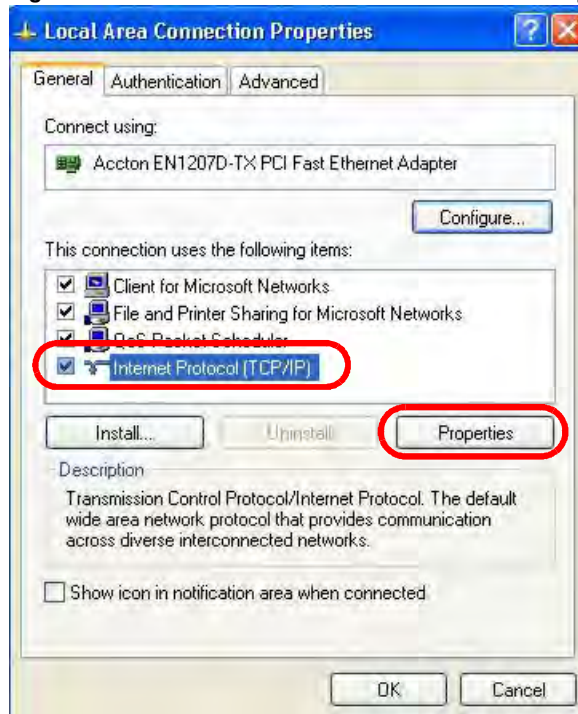 Local Area Connection Properties
General Authentication Advanced
Connect using:
Accton EN1207D-TX PCI Fast Ethernet Adapter
Configure...
This connection uses the following items:
Client for Microsoft Networks
File and Printer Sharing for Microsoft Networks
QoS Packet Scheduler
Internet Protocol (TCP/IP)
Install... Uninstall Properties
Description
Transmission Control Protocol/Internet Protocol. The default
wide area network protocol that provides communication
across diverse interconnected networks.
Show icon in notification area when connected
OK Cancel